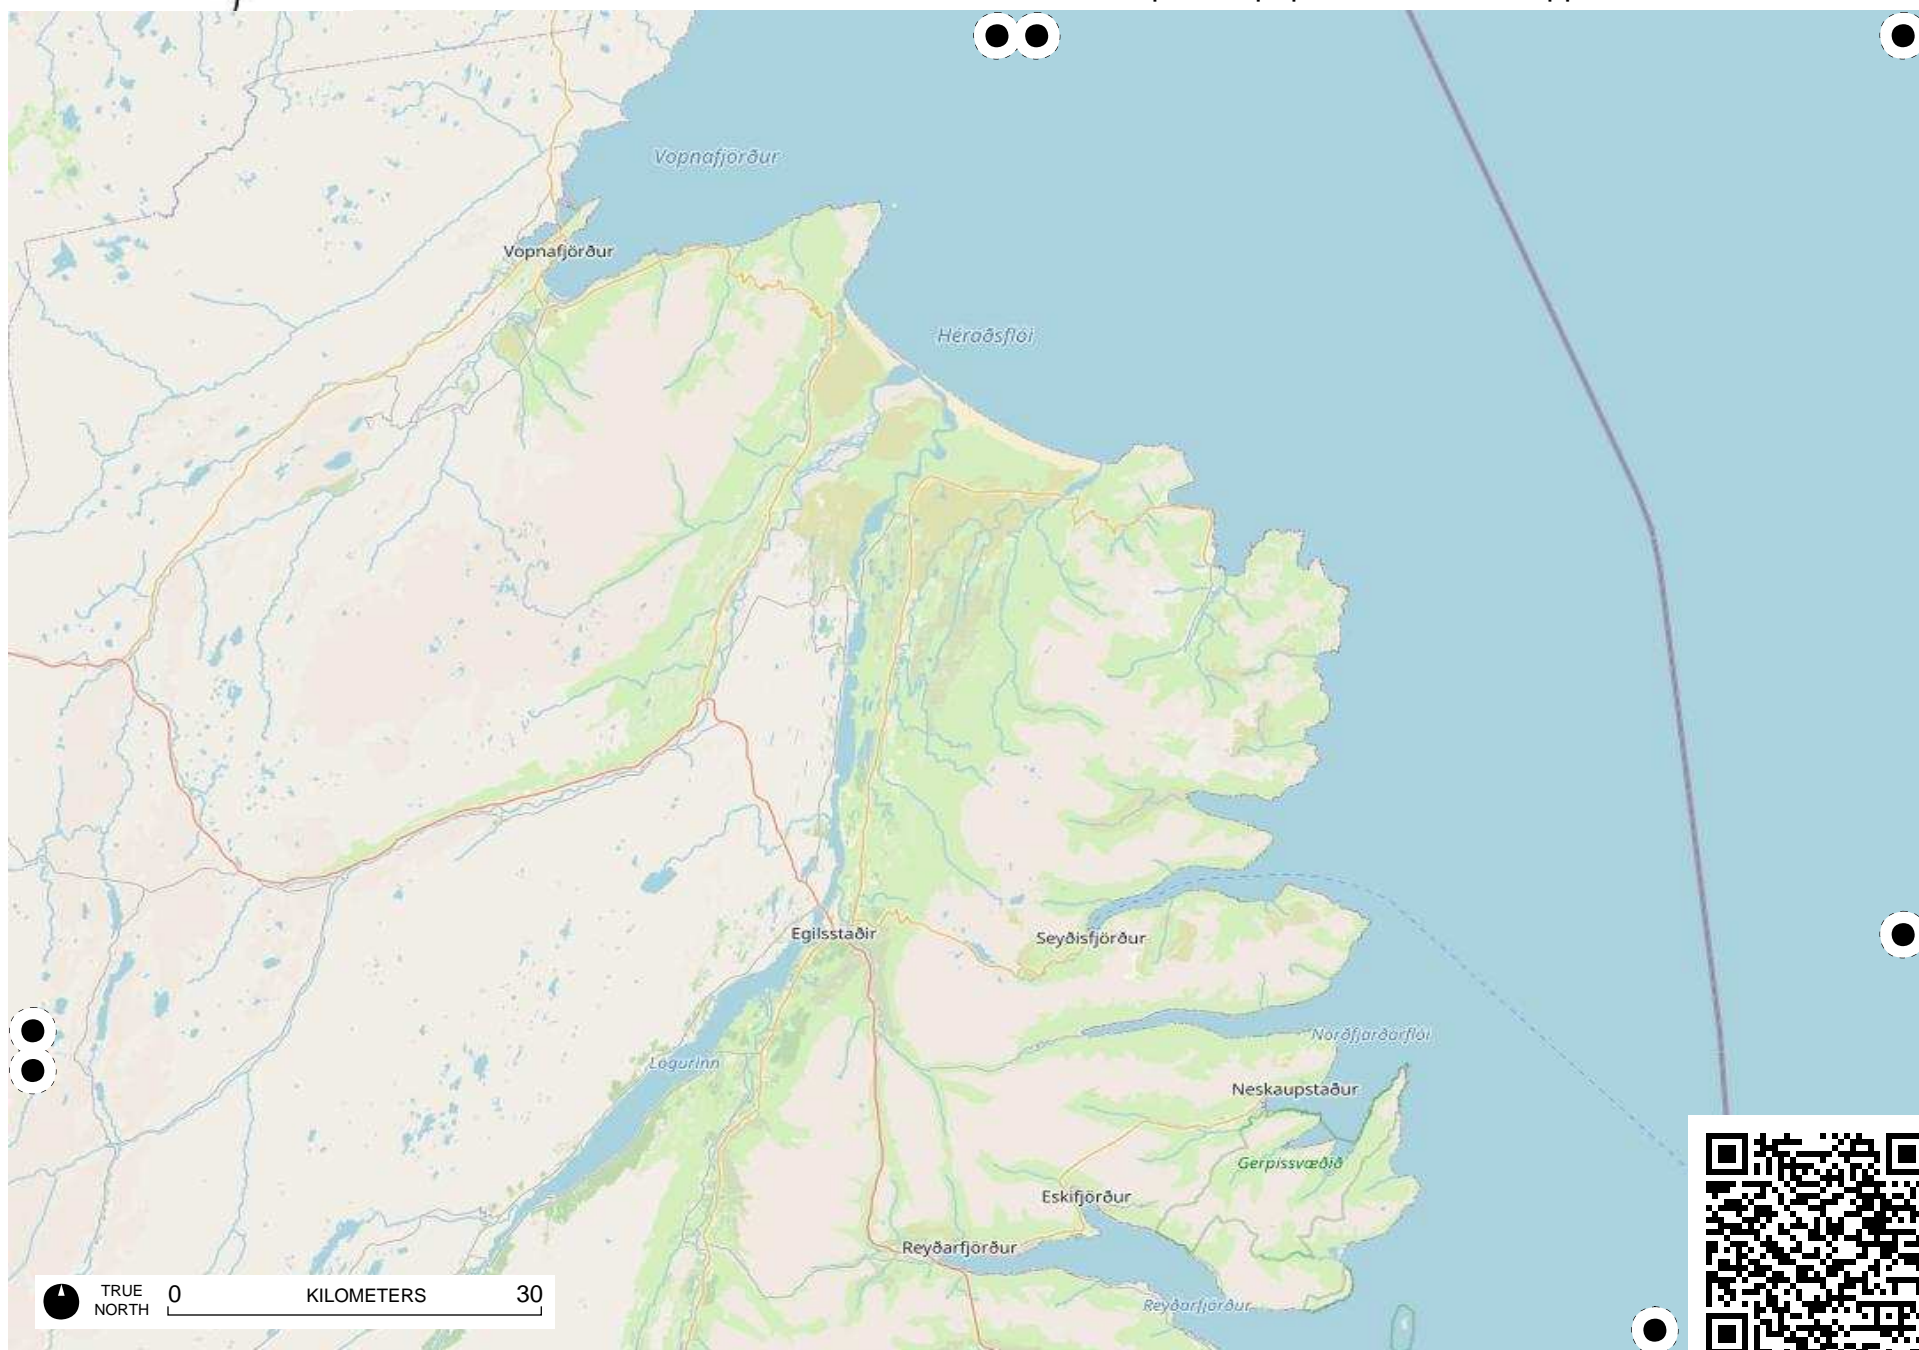 Vopnafjörður
Vopnafjörður
Héraðsflói
Egilsstaðir
Seyðisfjörður
Norðfjarðarflói
Lögurinn
Neskaupstaður
Gerpissvæðið
Eskifjörður
Reyðarfjörður
Reyðarfjörður
TRUE
NORTH
0 KILOMETERS 30